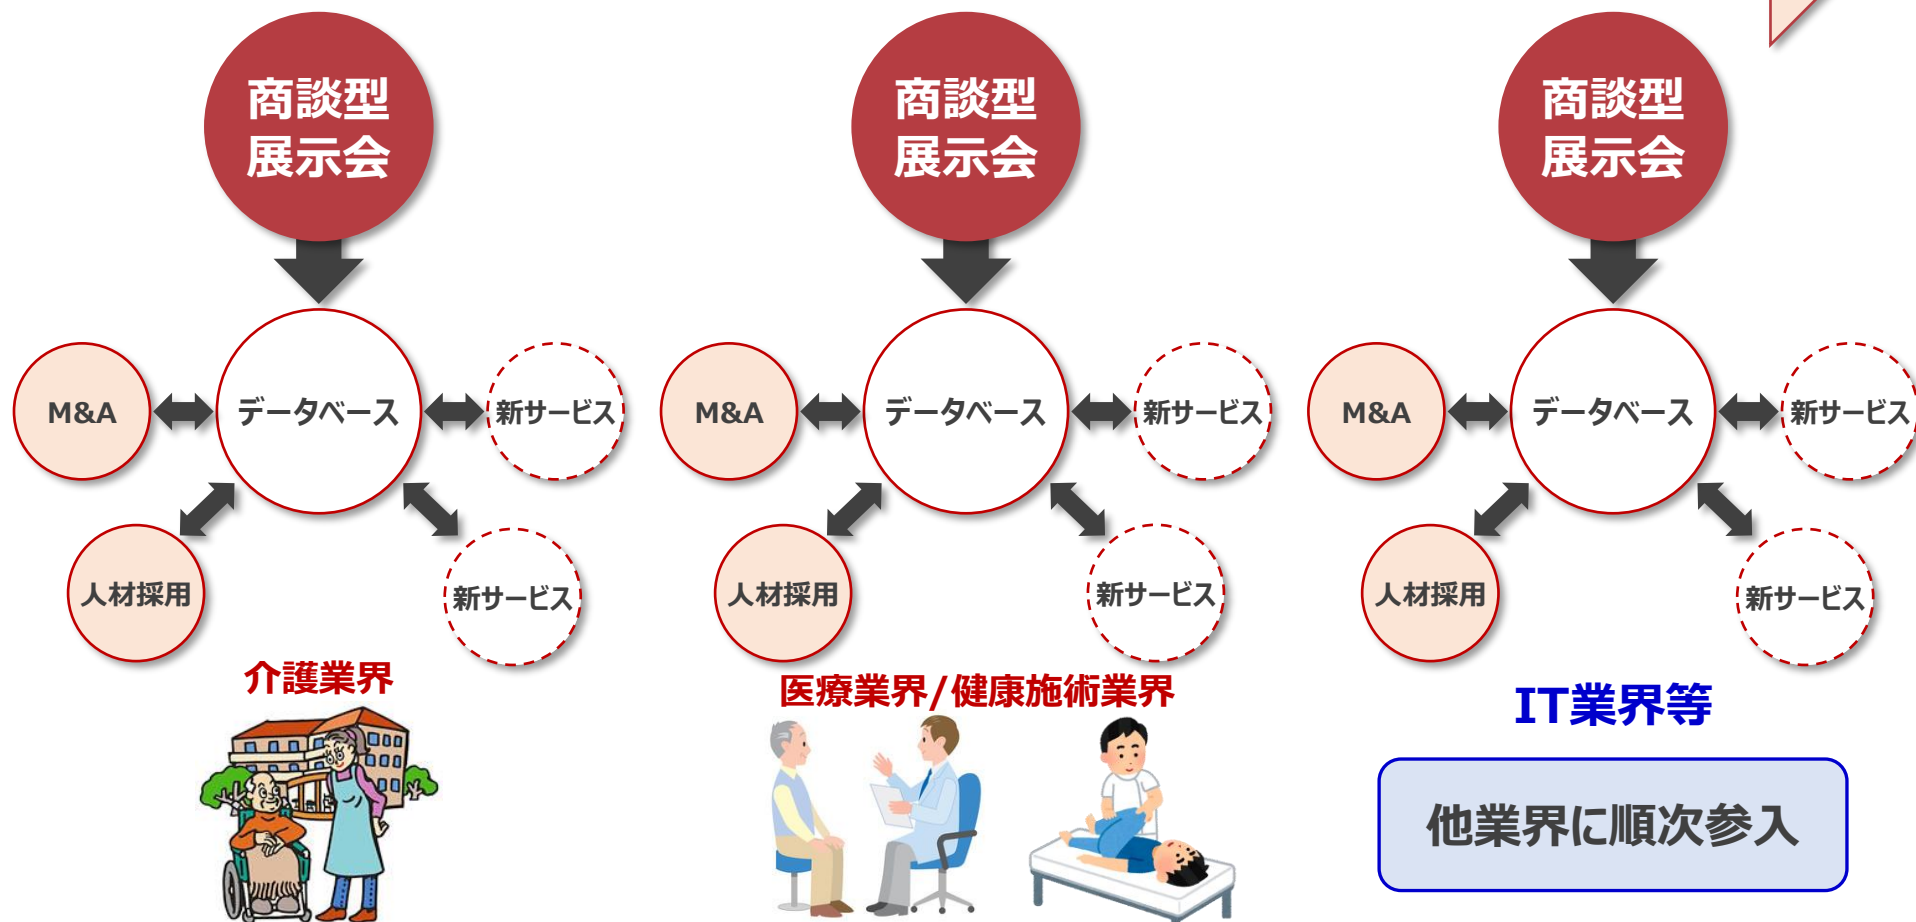 商談型
展示会
データベース
M&A
新サービス
人材採用
新サービス
介護業界
商談型
展示会
データベース
M&A
新サービス
人材採用
新サービス
医療業界/健康施術業界
商談型
展示会
データベース
M&A
新サービス
人材採用
新サービス
IT業界等
他業界に順次参入